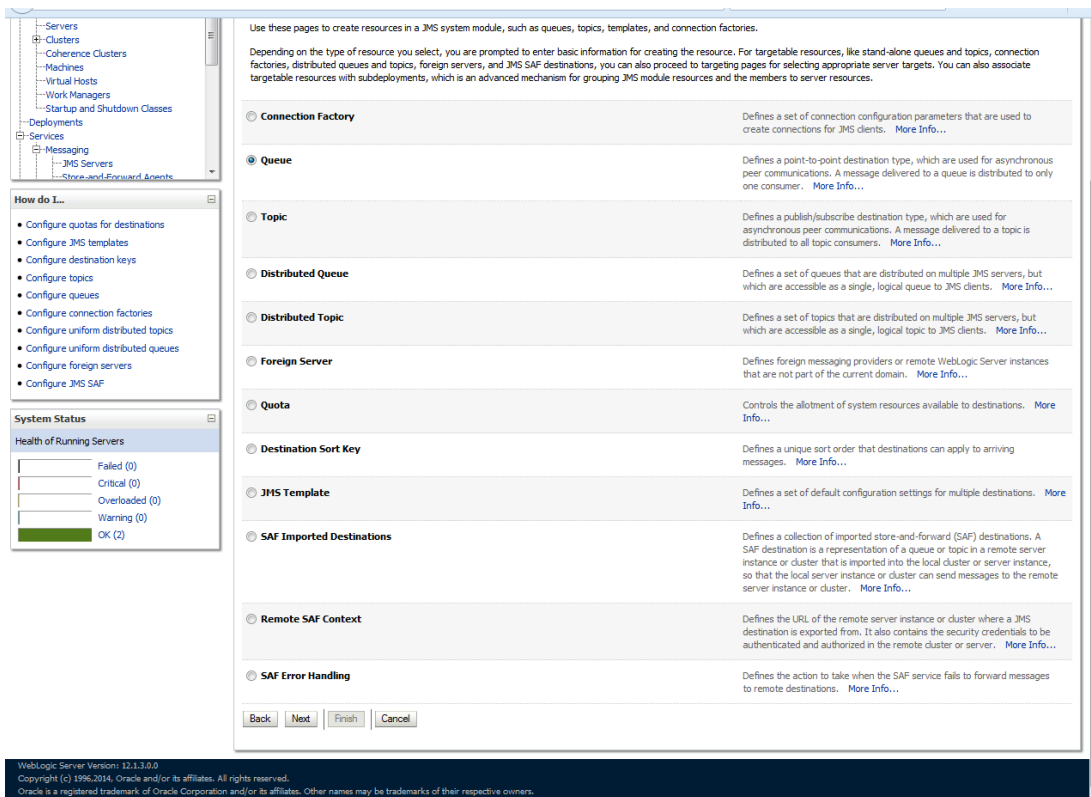 Servers
Clusters
Coherence Clusters
Machines
Virtual Hosts
Work Managers
Startup and Shutdown Classes
Deployments
Services
Messaging
JMS Servers
Store-and-Forward Agents
How do I...
Configure quotas for destinations
Configure JMS templates
Configure destination keys
Configure topics
Configure queues
Configure connection factories
Configure uniform distributed topics
Configure uniform distributed queues
Configure foreign servers
Configure JMS SAF
System Status
Health of Running Servers
Failed (0)
Critical (0)
Overloaded (0)
Warning (0)
OK (2)
Use these pages to create resources in a JMS system module, such as queues, topics, templates, and connection factories.
Depending on the type of resource you select, you are prompted to enter basic information for creating the resource. For targetable resources, like stand-alone queues and topics, connection
factories, distributed queues and topics, foreign servers, and JMS SAF destinations, you can also proceed to targeting pages for selecting appropriate server targets. You can also associate
targetable resources with subdeployments, which is an advanced mechanism for grouping JMS module resources and the members to server resources.
Connection Factory
Defines a set of connection configuration parameters that are used to
create connections for JMS clients. More Info...
Queue
Defines a point-to-point destination type, which are used for asynchronous
peer communications. A message delivered to a queue is distributed to only
one consumer. More Info...
Topic
Defines a publish/subscribe destination type, which are used for
asynchronous peer communications. A message delivered to a topic is
distributed to all topic consumers. More Info...
Distributed Queue
Defines a set of queues that are distributed on multiple JMS servers, but
which are accessible as a single, logical queue to JMS clients. More Info...
Distributed Topic
Defines a set of topics that are distributed on multiple JMS servers, but
which are accessible as a single, logical topic to JMS clients. More Info...
Foreign Server
Defines foreign messaging providers or remote WebLogic Server instances
that are not part of the current domain. More Info...
Quota
Controls the allotment of system resources available to destinations. More
Info...
Destination Sort Key
Defines a unique sort order that destinations can apply to arriving
messages. More Info...
JMS Template
Defines a set of default configuration settings for multiple destinations. More
Info...
SAF Imported Destinations
Defines a collection of imported store-and-forward (SAF) destinations. A
SAF destination is a representation of a queue or topic in a remote server
instance or cluster that is imported into the local cluster or server instance,
so that the local server instance or cluster can send messages to the remote
server instance or cluster. More Info...
Remote SAF Context
Defines the URL of the remote server instance or cluster where a JMS
destination is exported from. It also contains the security credentials to be
authenticated and authorized in the remote cluster or server. More Info...
SAF Error Handling
Defines the action to take when the SAF service fails to forward messages
to remote destinations. More Info...
Back Next Finish Cancel
WebLogic Server Version: 12.1.3.0.0
Copyright (c) 1996,2014, Oracle and/or its affiliates. All rights reserved.
Oracle is a registered trademark of Oracle Corporation and/or its affiliates. Other names may be trademarks of their respective owners.